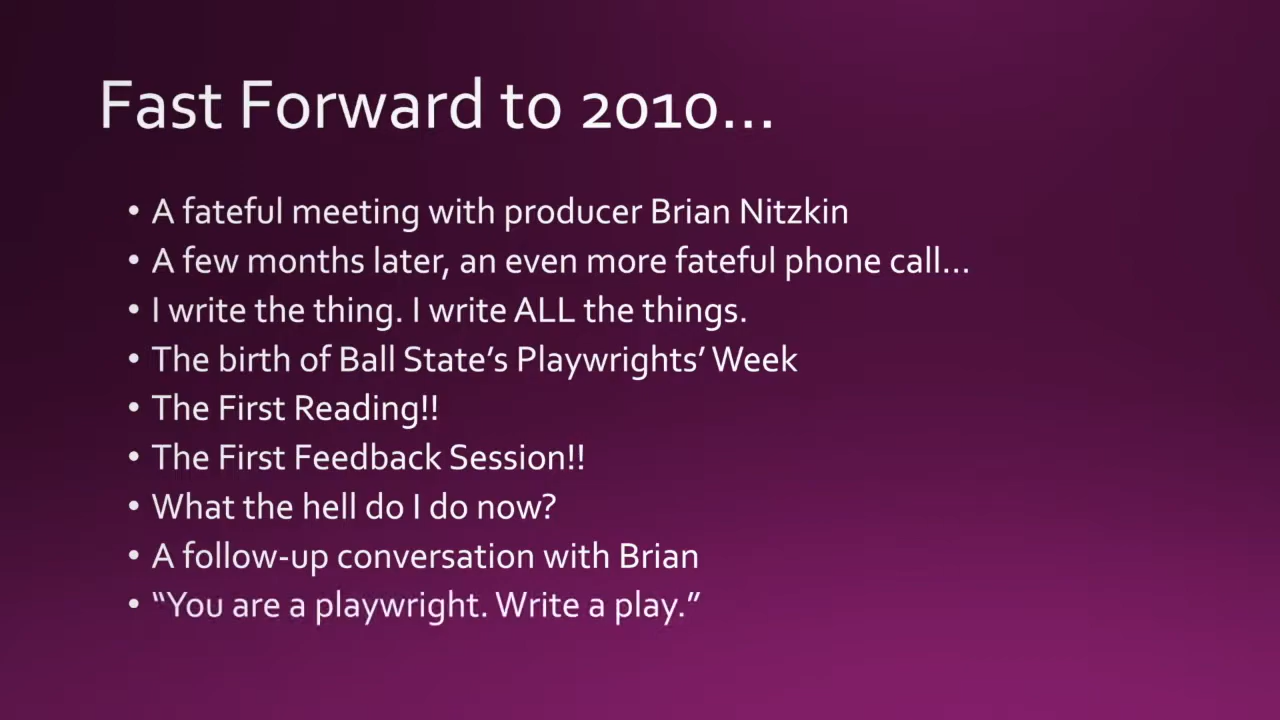 Fast Forward to 2010...
• A fateful meeting with producer Brian Nitzkin
• A few months later, an even more fateful phone call...
• I write the thing. I write ALL the things.
• The birth of Ball State’s Playwrights’ Week
• The First Reading!!
• The First Feedback Session!!
• What the hell do I do now?
• A follow-up conversation with Brian
• “You are a playwright. Write a play.”